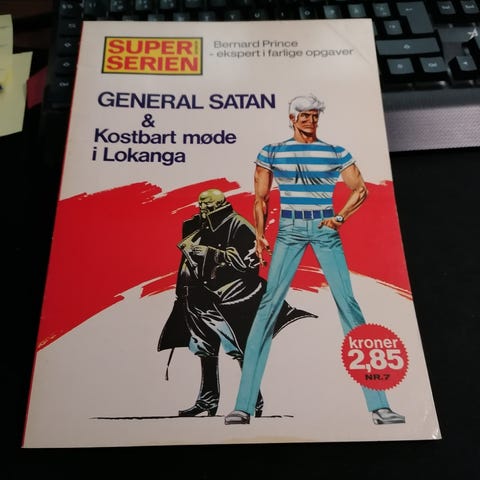 SUPER
SERIEN
Bernard Prince
- ekspert i farlige opgaver
GENERAL SATAN
&
Kostbart møde
i Lokanga
kroner
2,85
NR.7